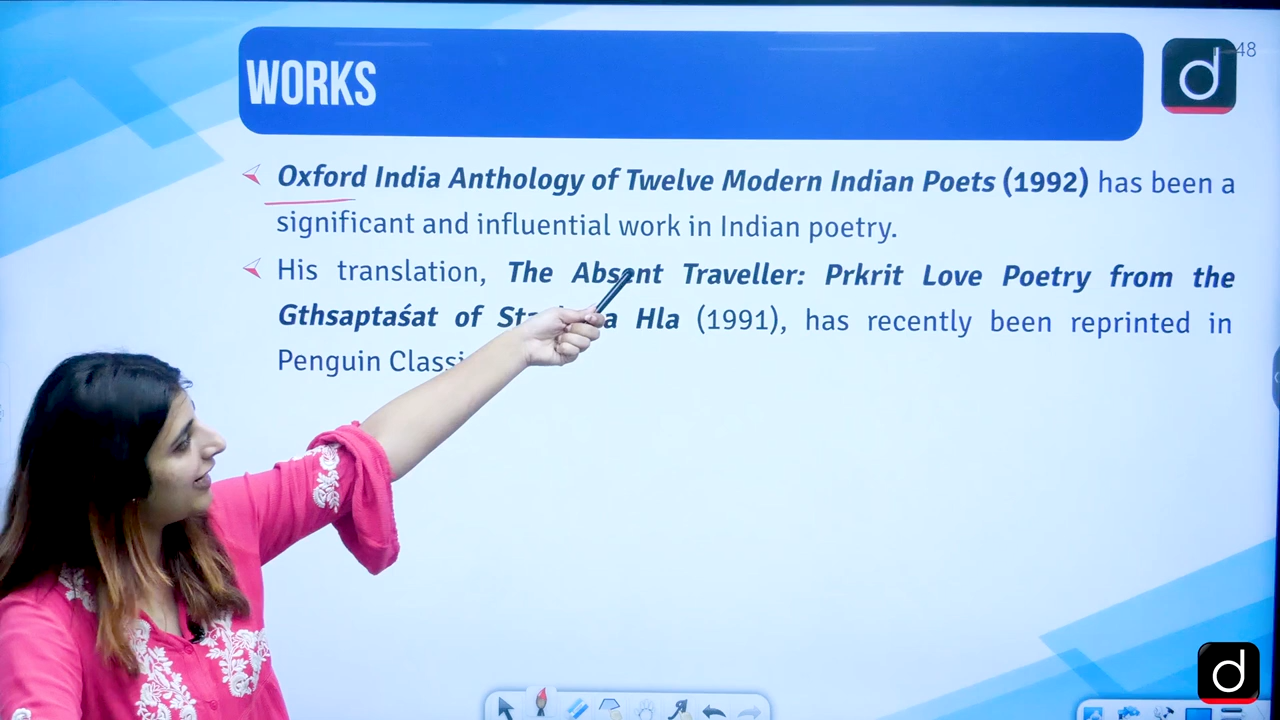 WORKS
48
d
Oxford India Anthology of Twelve Modern Indian Poets (1992) has been a
significant and influential work in Indian poetry.
His translation, The Absent Traveller: Prkrit Love Poetry from the
Gthsaptaśat of Hla (1991), has recently been reprinted in
Penguin
d